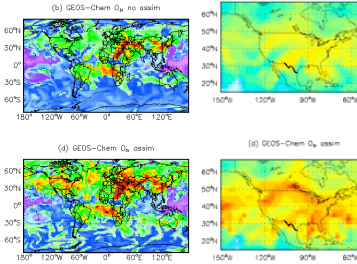 (b) GEOS-Chem O₃, no assim
60°N
30°N
0°
30°S
60°S
180°W 120°W 60°W 0° 60°E 120°E
60°N
50°N
40°N
30°N
20°N
150°W 120°W 90°W 60°W
(d) GEOS-Chem O₃, assim
60°N
30°N
0°
30°S
60°S
180°W 120°W 60°W 0° 60°E 120°E
(d) GEOS-Chem O₃, assim
60°N
50°N
40°N
30°N
20°N
150°W 120°W 90°W 60°W